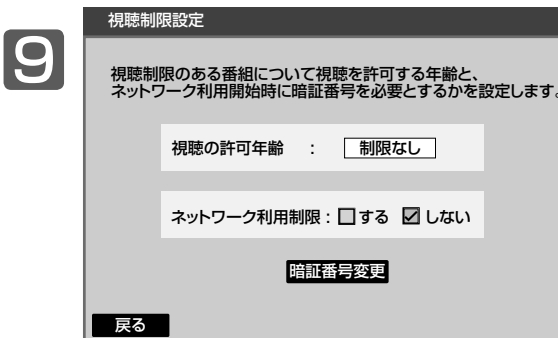 9
視聴制限設定
視聴制限のある番組について視聴を許可する年齢と、
ネットワーク利用開始時に暗証番号を必要とするかを設定します。
視聴の許可年齢 : 制限なし
ネットワーク利用制限 : する しない
暗証番号変更
戻る